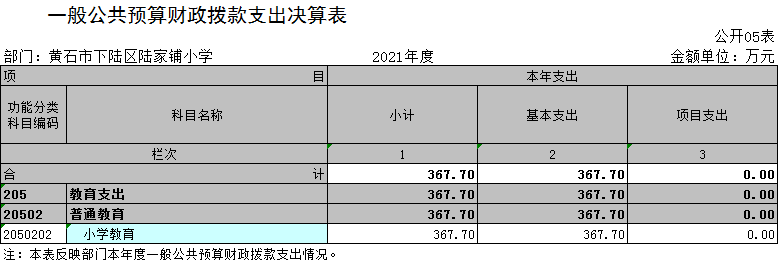 一般公共预算财政拨款支出决算表
公开05表
部门：黄石市下陆区陆家铺小学 2021年度 金额单位：万元
项 目 本年支出
功能分类科目编码 科目名称 小计 基本支出 项目支出
栏次 1 2 3
合 计 367.70 367.70 0.00
205 教育支出 367.70 367.70 0.00
20502 普通教育 367.70 367.70 0.00
2050202 小学教育 367.70 367.70 0.00
注：本表反映部门本年度一般公共预算财政拨款支出情况。